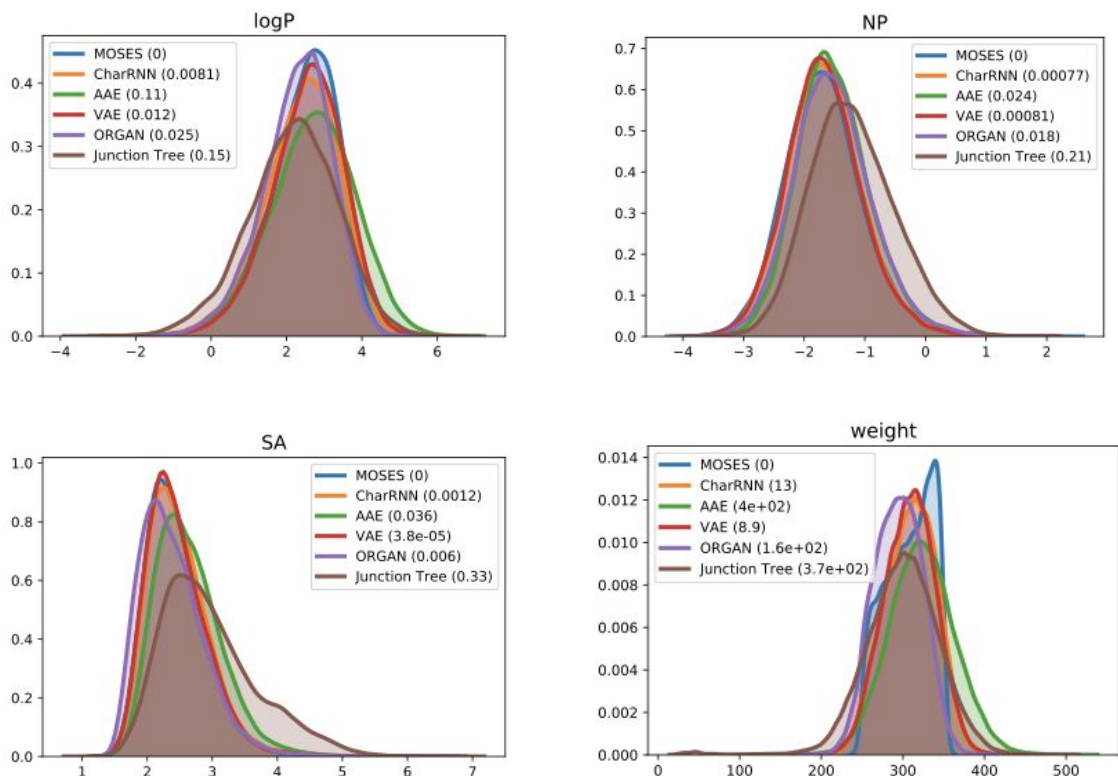 logP
MOSES (0)
CharRNN (0.0081)
AAE (0.11)
VAE (0.012)
ORGAN (0.025)
Junction Tree (0.15)
0.4
0.3
0.2
0.1
0.0
−4 −2 0 2 4 6
NP
MOSES (0)
CharRNN (0.00077)
AAE (0.024)
VAE (0.00081)
ORGAN (0.018)
Junction Tree (0.21)
0.7
0.6
0.5
0.4
0.3
0.2
0.1
0.0
−4 −3 −2 −1 0 1 2
SA
MOSES (0)
CharRNN (0.0012)
AAE (0.036)
VAE (3.8e-05)
ORGAN (0.006)
Junction Tree (0.33)
1.0
0.8
0.6
0.4
0.2
0.0
1 2 3 4 5 6 7
weight
MOSES (0)
CharRNN (13)
AAE (4e+02)
VAE (8.9)
ORGAN (1.6e+02)
Junction Tree (3.7e+02)
0.014
0.012
0.010
0.008
0.006
0.004
0.002
0.000
0 100 200 300 400 500